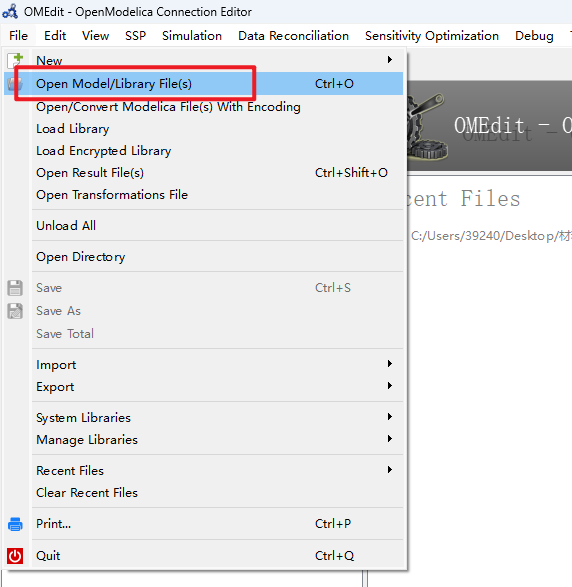 OMEdit - OpenModelica Connection Editor
File Edit View SSP Simulation Data Reconciliation Sensitivity Optimization Debug
New
Open Model/Library File(s) Ctrl+O
Open/Convert Modelica File(s) With Encoding
Load Library
Load Encrypted Library
Open Result File(s) Ctrl+Shift+O
Open Transformations File
Unload All
Open Directory
Save Ctrl+S
Save As
Save Total
Import
Export
System Libraries
Manage Libraries
Recent Files
Clear Recent Files
Print... Ctrl+P
Quit Ctrl+Q
OMEdit - O
cent Files
C:/Users/39240/Desktop/材